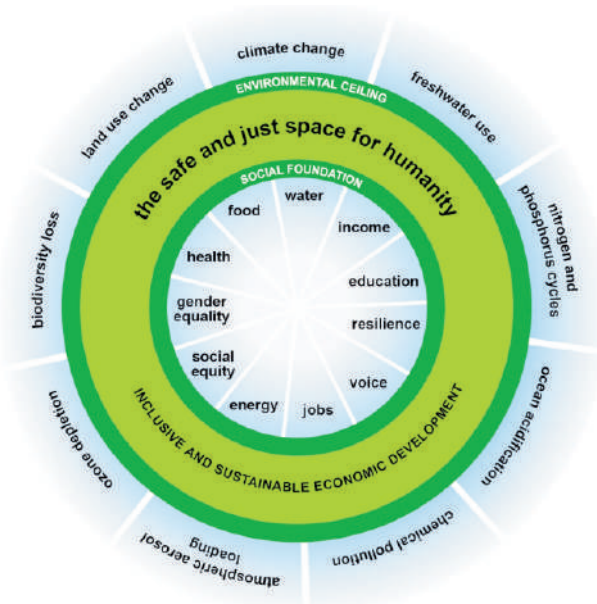 climate change
freshwater use
nitrogen and
phosphorus cycles
ocean acidification
chemical pollution
atmospheric aerosol
loading
ozone depletion
biodiversity loss
land use change
ENVIRONMENTAL CEILING
the safe and just space for humanity
SOCIAL FOUNDATION
water
income
education
resilience
voice
jobs
energy
social
equity
gender
equality
health
food
INCLUSIVE AND SUSTAINABLE ECONOMIC DEVELOPMENT